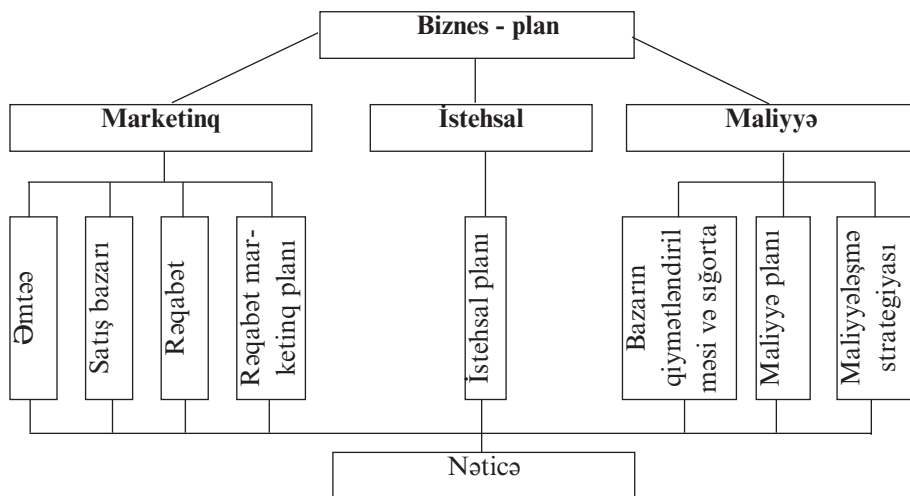 Biznes - plan
Marketinq
İstehsal
Maliyyə
Əmtəə
Satış bazarı
Rəqabət
Rəqabət mar-
ketinq planı
İstehsal planı
Bazarın
qiymətləndiril
məsi və sığorta
Maliyyə planı
Maliyyələşmə
strategiyası
Nəticə